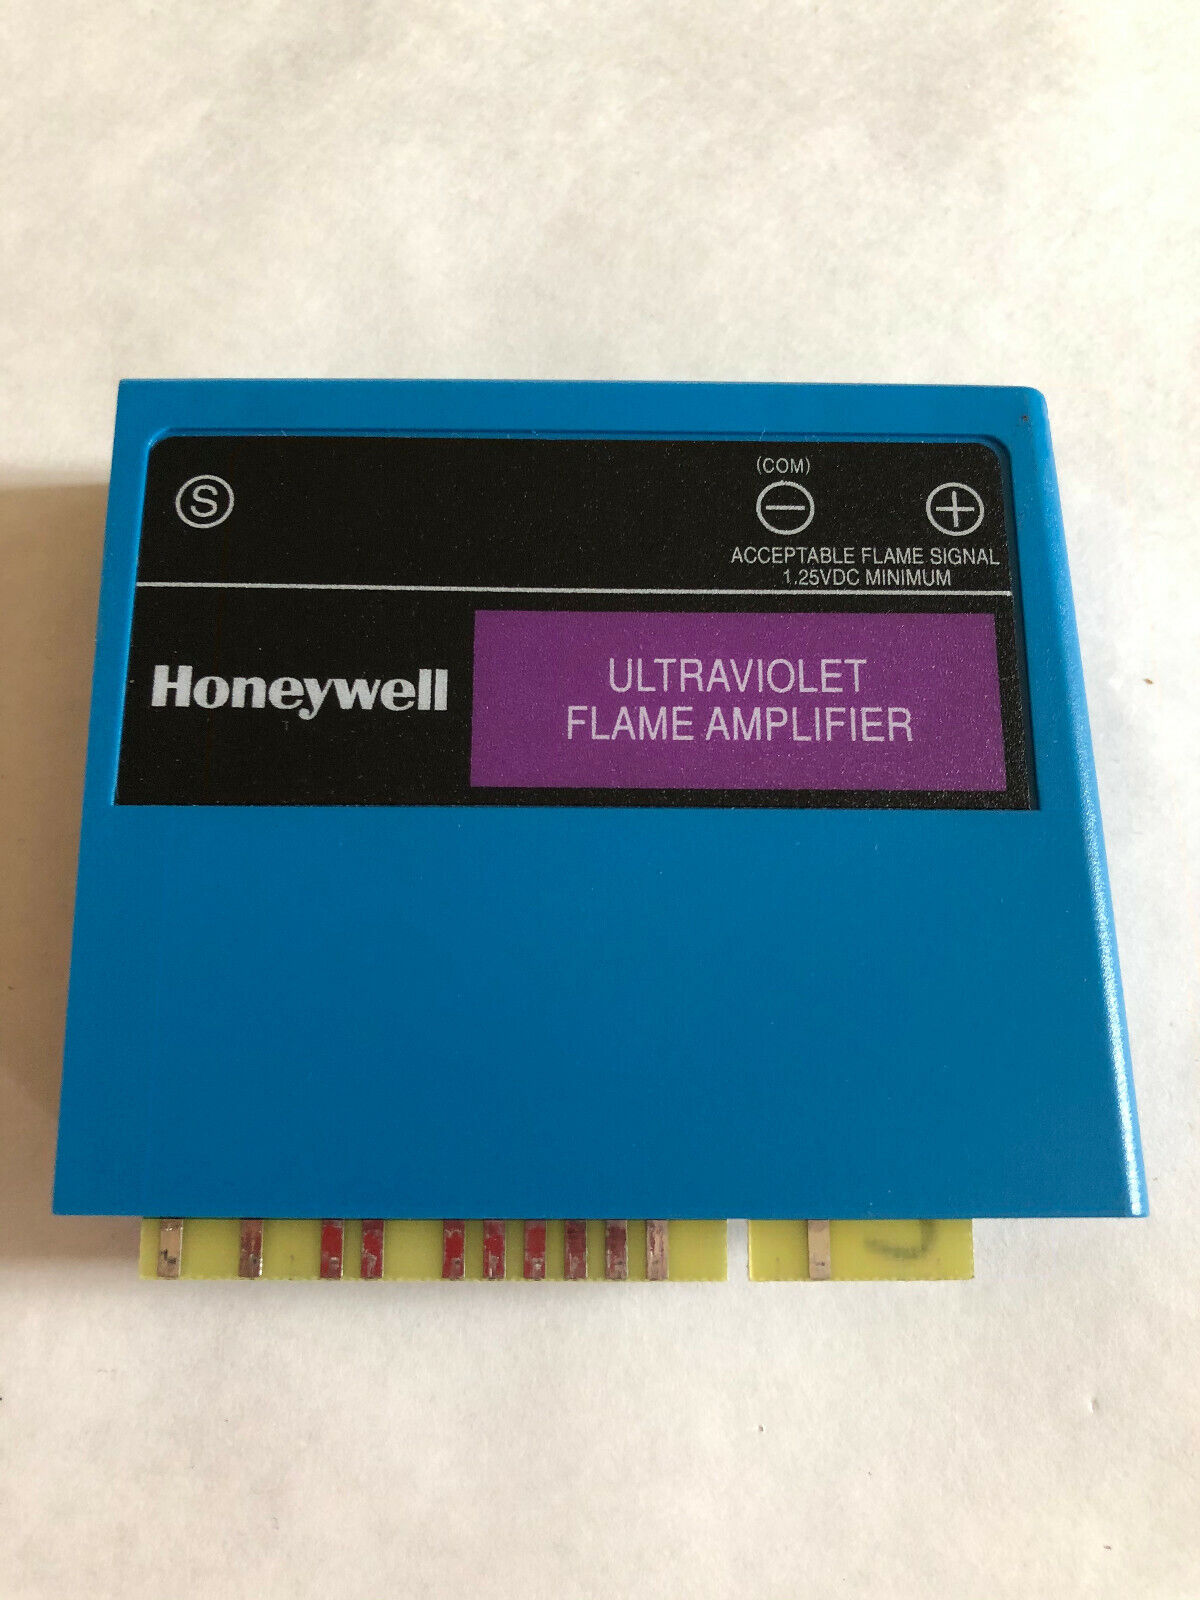 S
(COM)
− +
ACCEPTABLE FLAME SIGNAL
1.25VDC MINIMUM
Honeywell
ULTRAVIOLET
FLAME AMPLIFIER